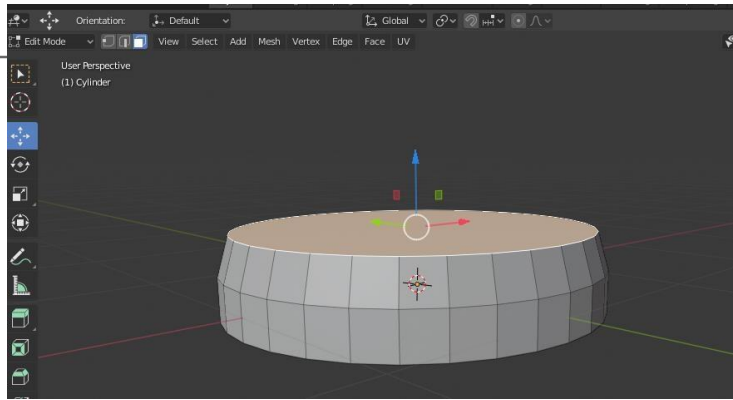 Orientation: Default Global
Edit Mode View Select Add Mesh Vertex Edge Face UV
User Perspective
(1) Cylinder